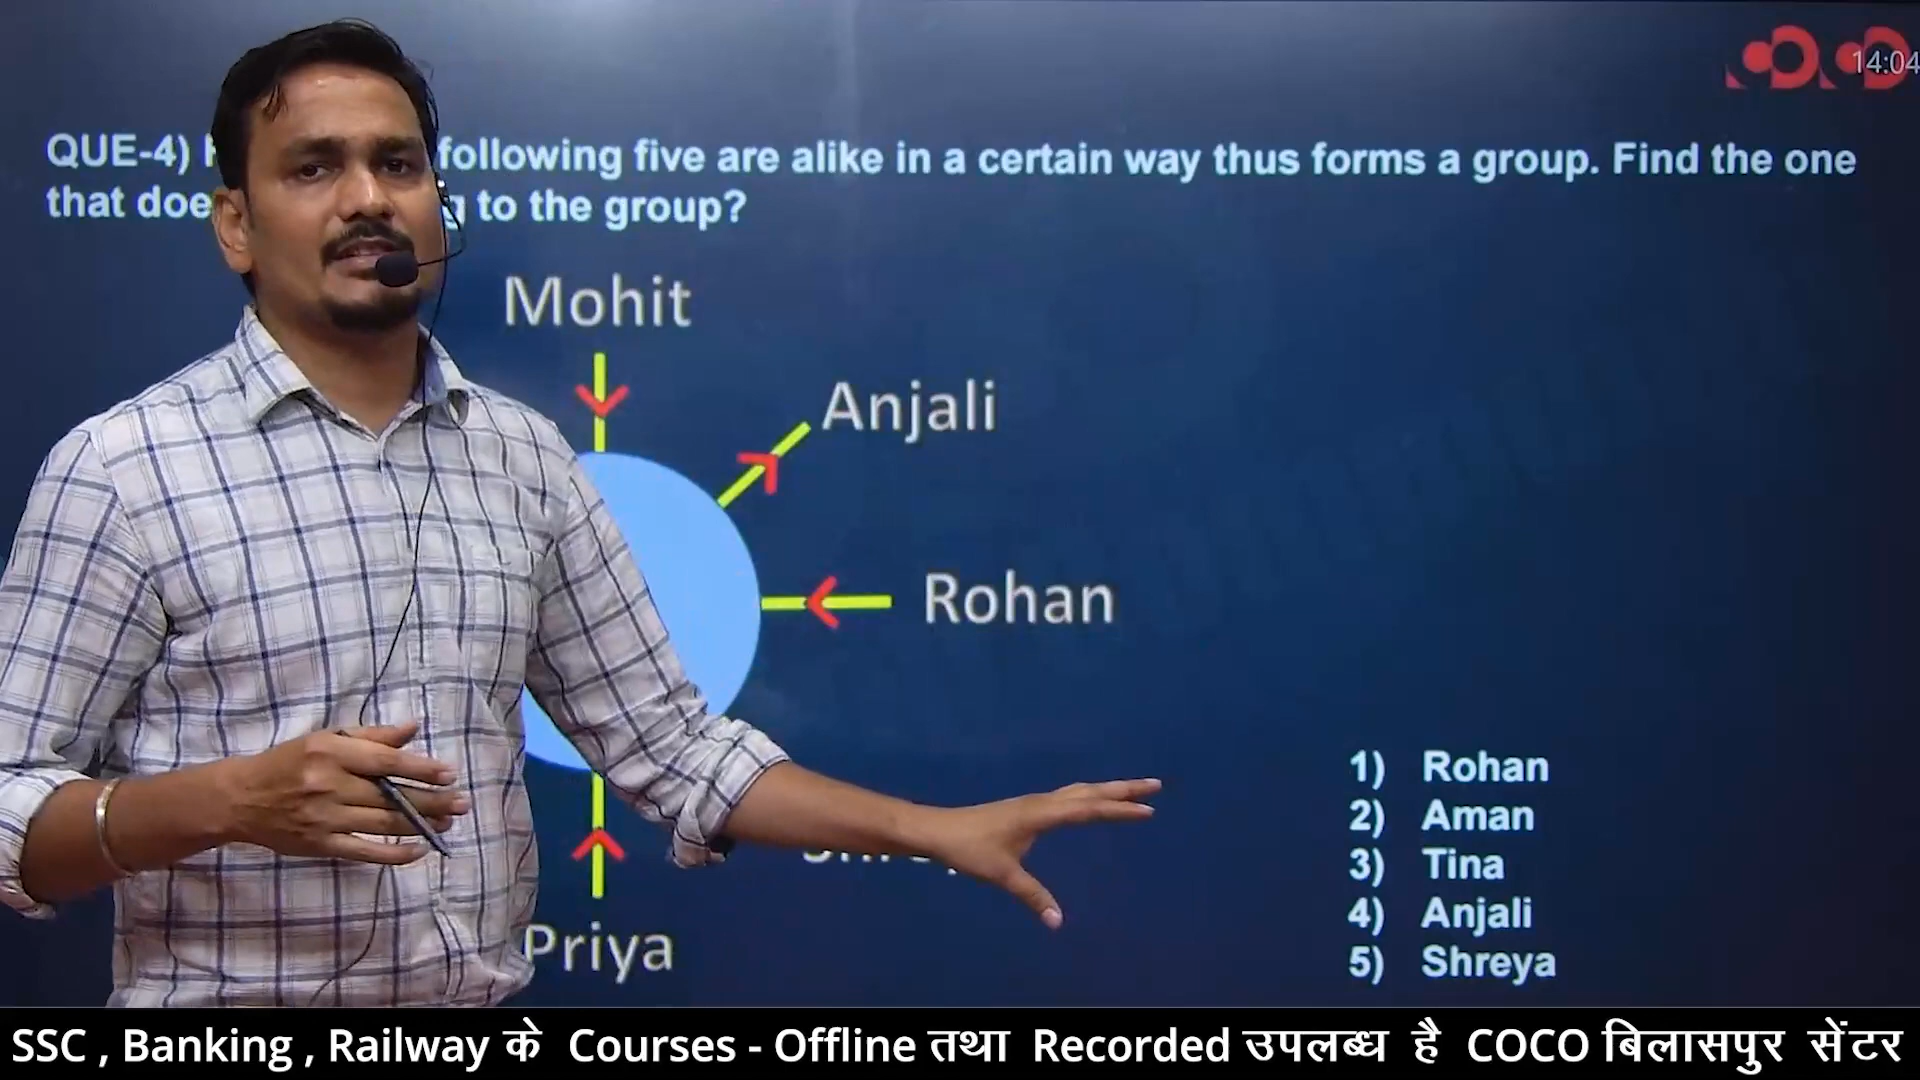 14:04
QUE-4) following five are alike in a certain way thus forms a group. Find the one
that to the group?
Mohit
Anjali
Rohan
Priya
1) Rohan
2) Aman
3) Tina
4) Anjali
5) Shreya
SSC , Banking , Railway के Courses - Offline तथा Recorded उपलब्ध है COCO बिलासपुर सेंटर